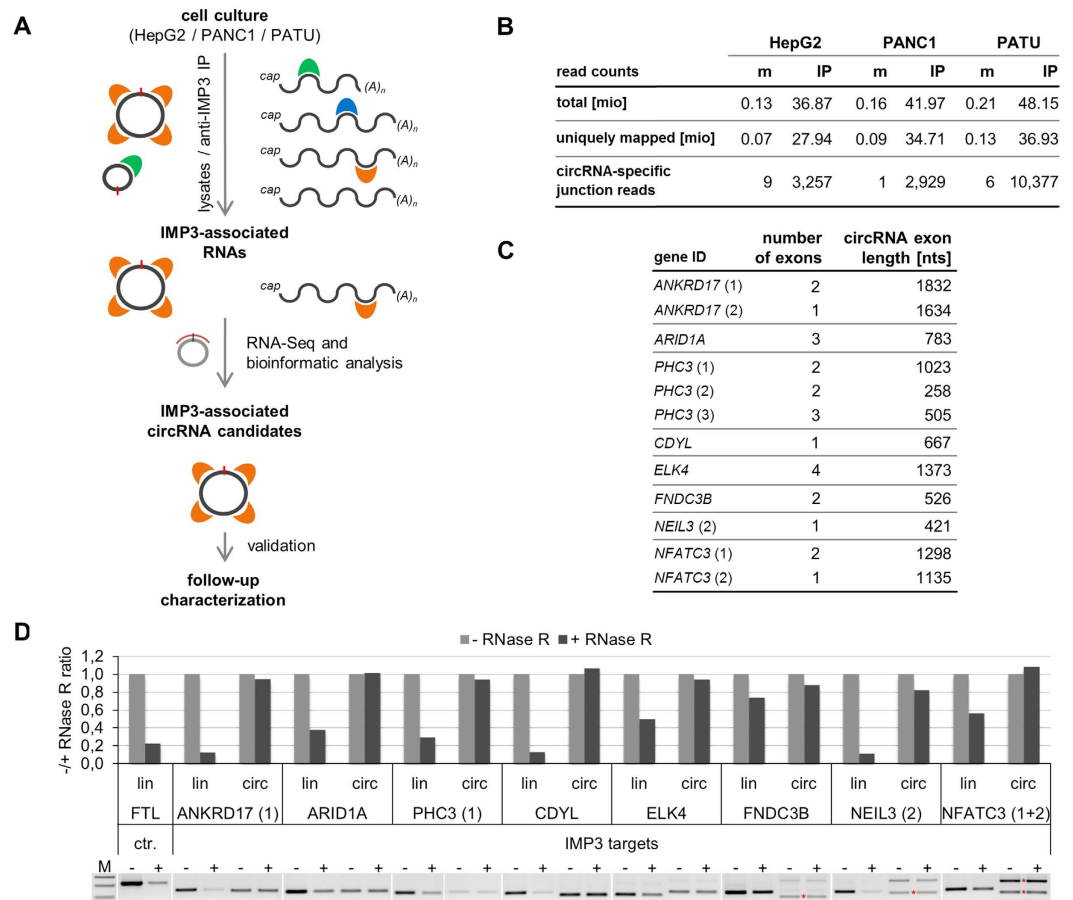 A
cell culture
(HepG2 / PANC1 / PATU)
lysates / anti-IMP3 IP
cap (A)n
cap (A)n
cap (A)n
cap (A)n
IMP3-associated
RNAs
cap (A)n
RNA-Seq and
bioinformatic analysis
IMP3-associated
circRNA candidates
validation
follow-up
characterization
B
HepG2 PANC1 PATU
read counts m IP m IP m IP
total [mio] 0.13 36.87 0.16 41.97 0.21 48.15
uniquely mapped [mio] 0.07 27.94 0.09 34.71 0.13 36.93
circRNA-specific
junction reads 9 3,257 1 2,929 6 10,377
C
number circRNA exon
gene ID of exons length [nts]
ANKRD17 (1) 2 1832
ANKRD17 (2) 1 1634
ARID1A 3 783
PHC3 (1) 2 1023
PHC3 (2) 2 258
PHC3 (3) 3 505
CDYL 1 667
ELK4 4 1373
FNDC3B 2 526
NEIL3 (2) 1 421
NFATC3 (1) 2 1298
NFATC3 (2) 1 1135
D
- RNase R + RNase R
-/+ RNase R ratio
1,2
1,0
0,8
0,6
0,4
0,2
0,0
lin lin circ lin circ lin circ lin circ lin circ lin circ lin circ lin circ
FTL ANKRD17 (1) ARID1A PHC3 (1) CDYL ELK4 FNDC3B NEIL3 (2) NFATC3 (1+2)
ctr. IMP3 targets
M - + - + - + - + - + - + - + - + - + - + - + - + - + - + - + - + - +
* * * *